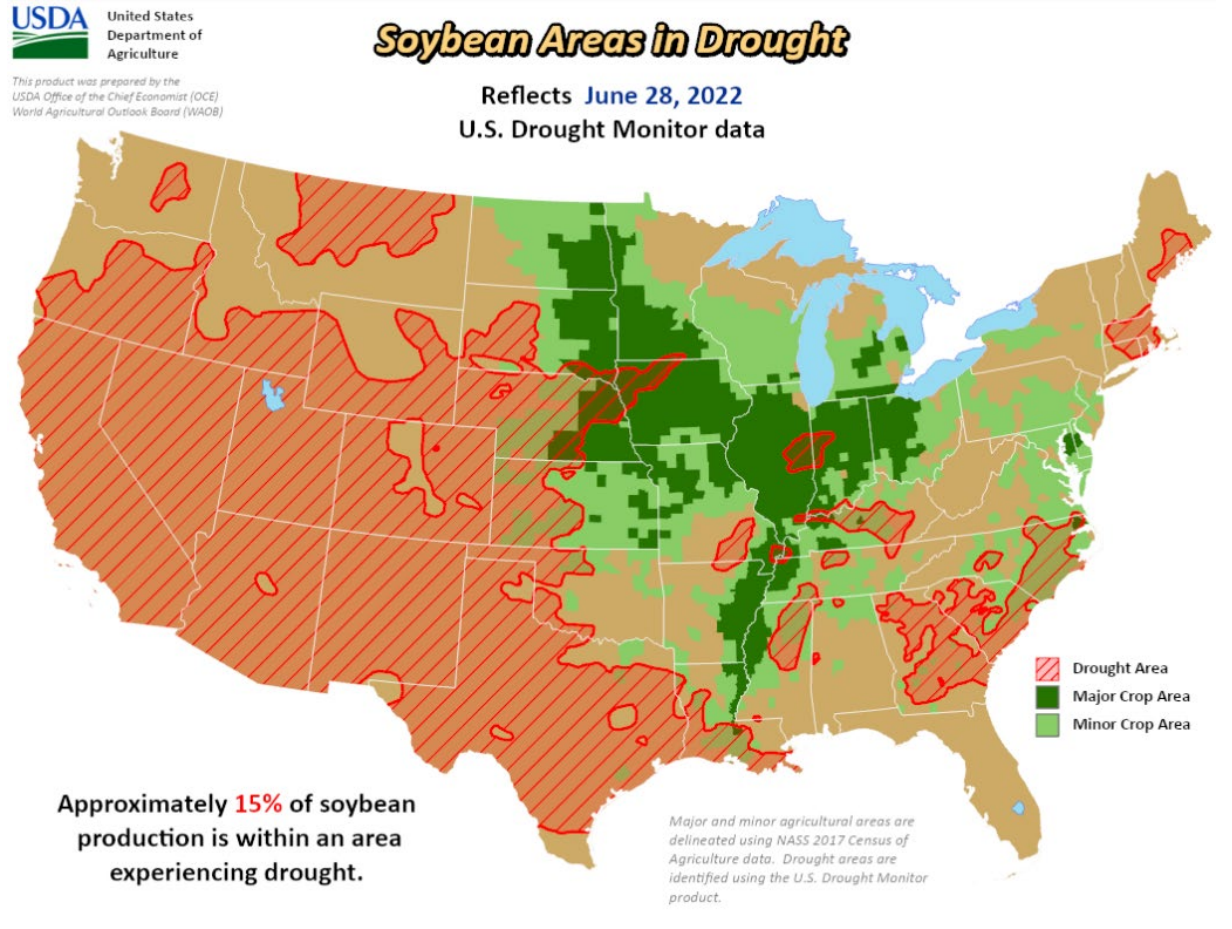 USDA
United States
Department of
Agriculture
This product was prepared by the
USDA Office of the Chief Economist (OCE)
World Agricultural Outlook Board (WAOB)
Soybean Areas in Drought
Reflects June 28, 2022
U.S. Drought Monitor data
Drought Area
Major Crop Area
Minor Crop Area
Approximately 15% of soybean
production is within an area
experiencing drought.
Major and minor agricultural areas are
delineated using NASS 2017 Census of
Agriculture data. Drought areas are
identified using the U.S. Drought Monitor
product.